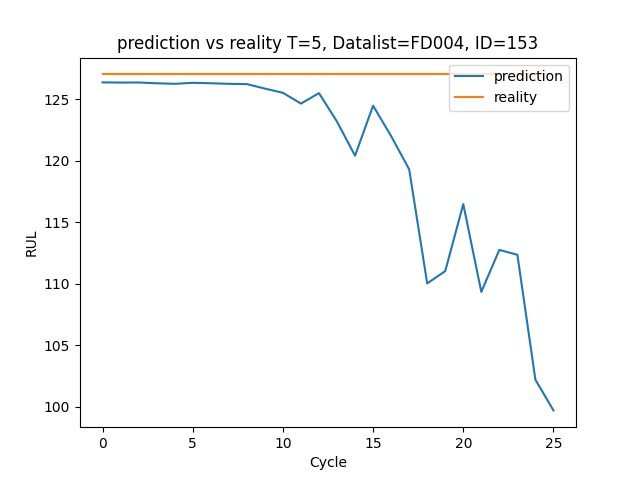 prediction vs reality T=5, Datalist=FD004, ID=153
prediction
reality
RUL
125
120
115
110
105
100
0 5 10 15 20 25
Cycle